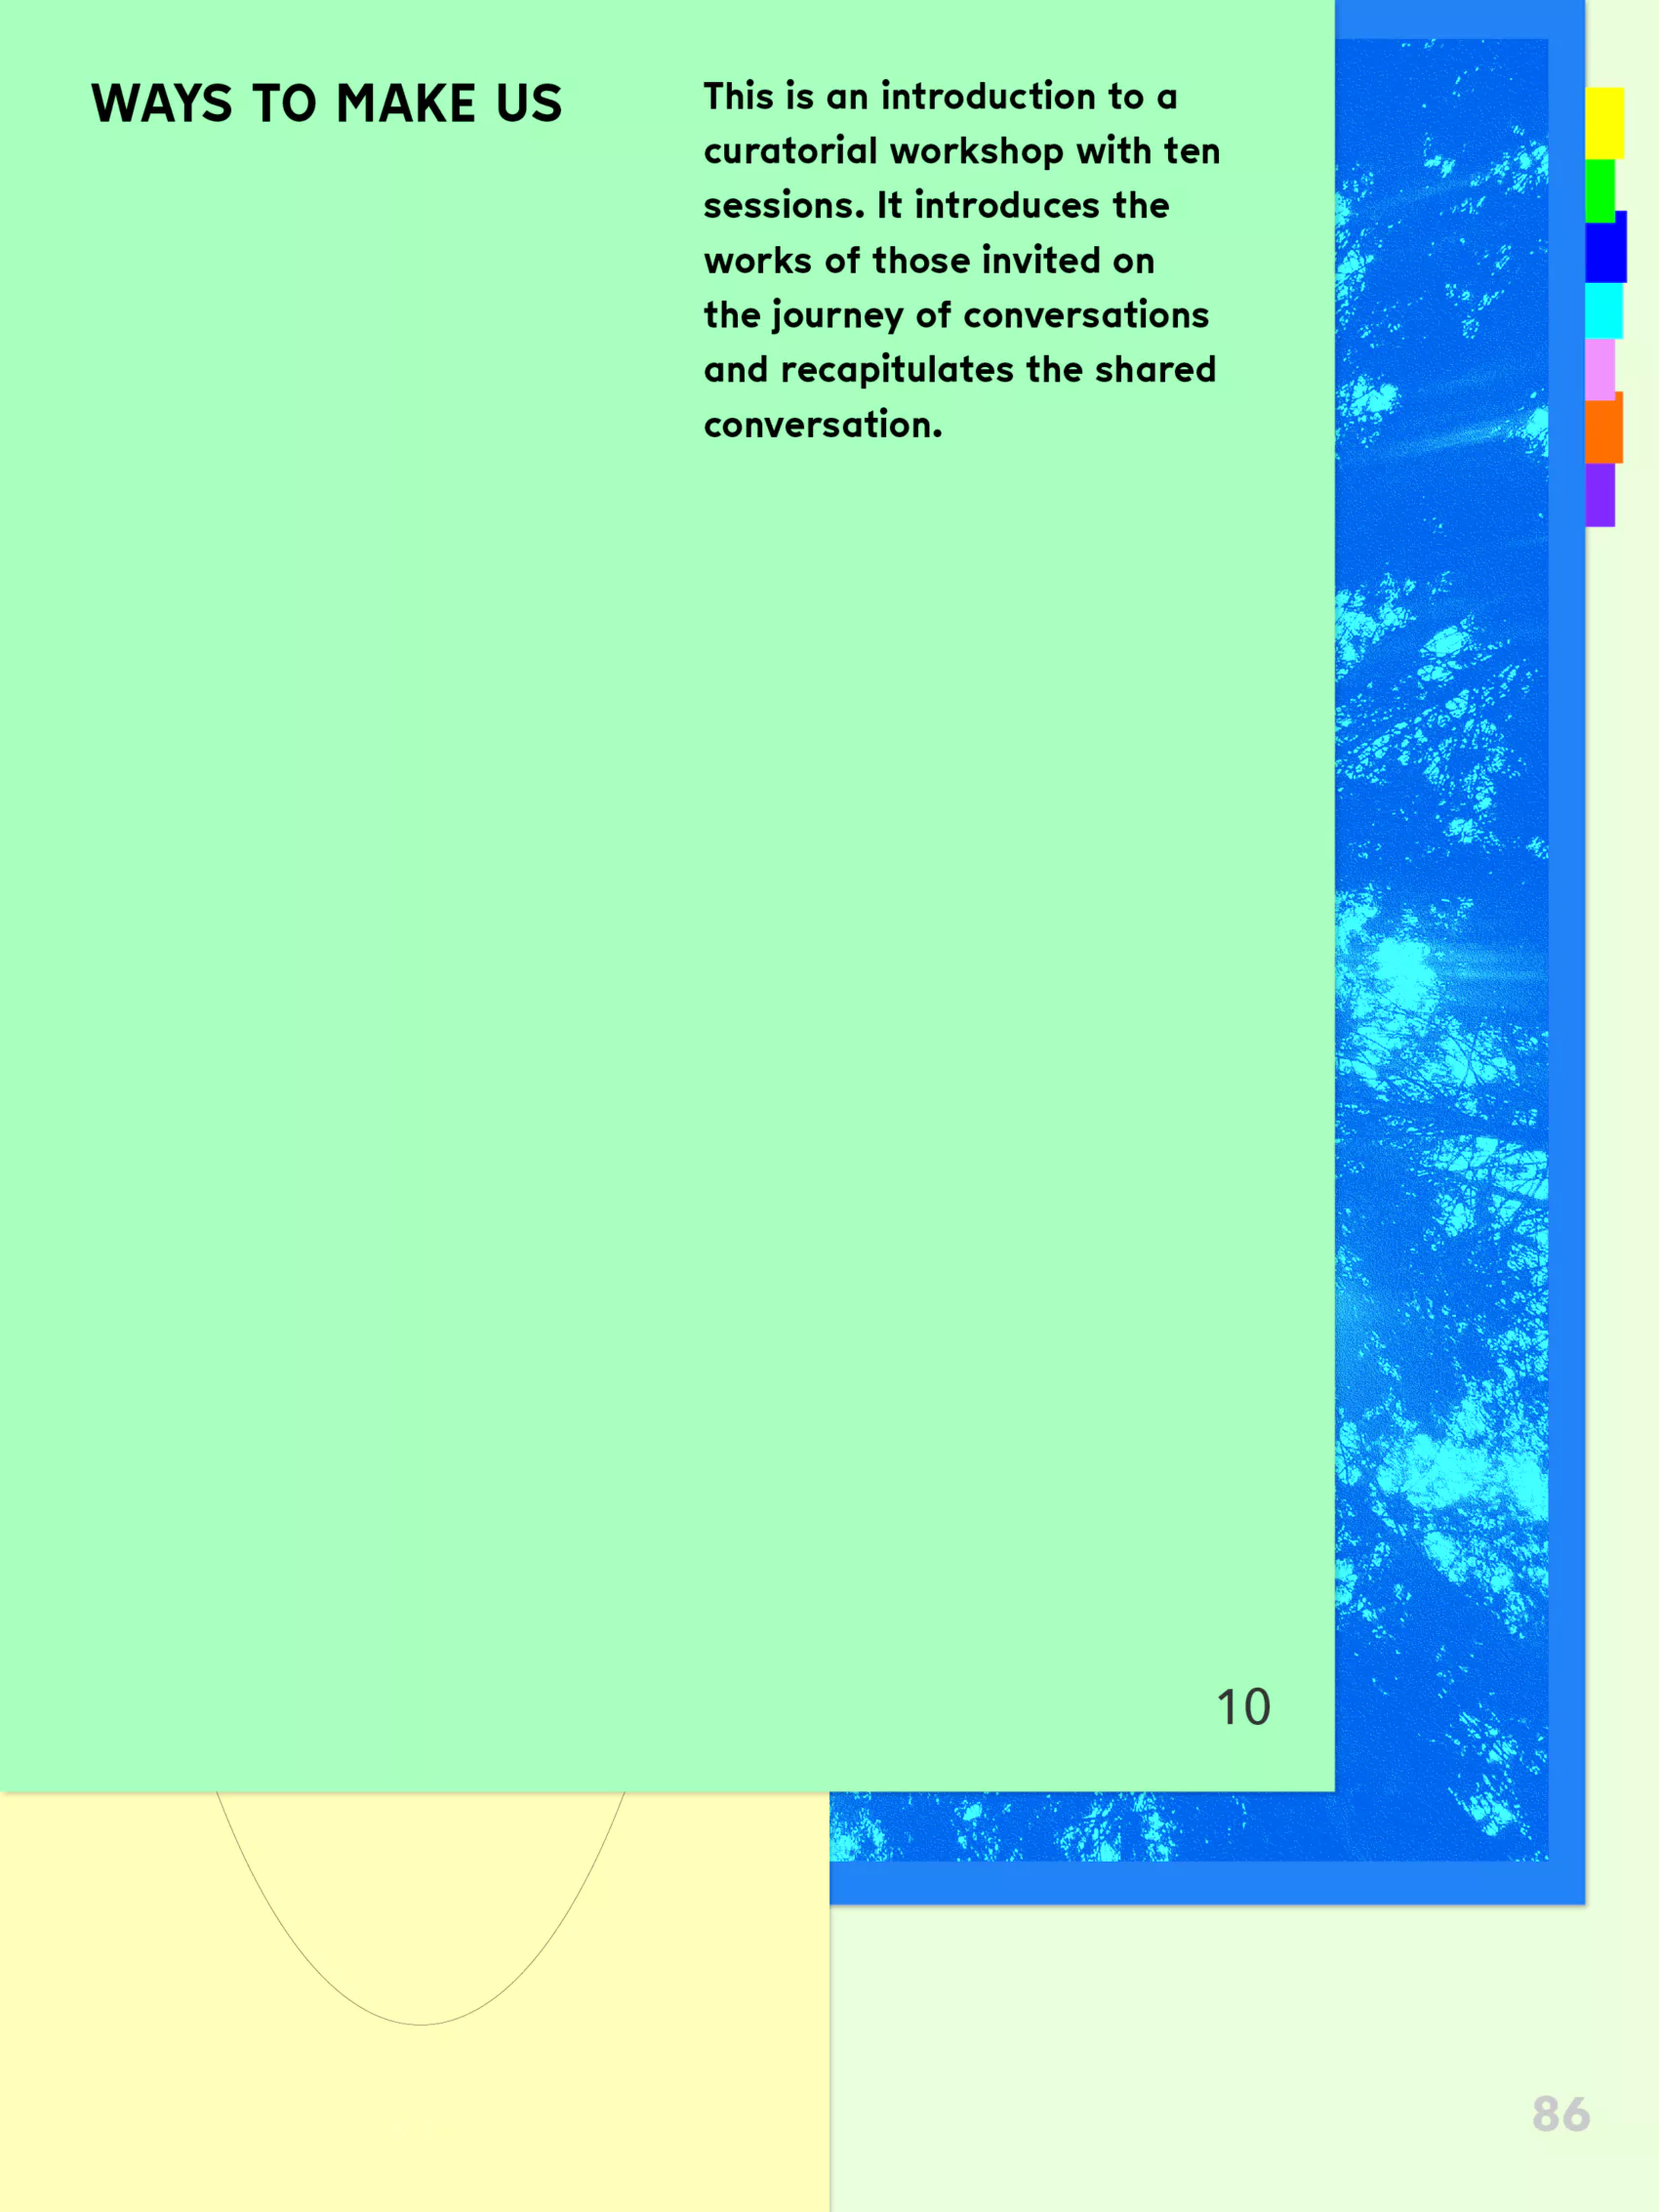 WAYS TO MAKE US
This is an introduction to a
curatorial workshop with ten
sessions. It introduces the
works of those invited on
the journey of conversations
and recapitulates the shared
conversation.
10
86